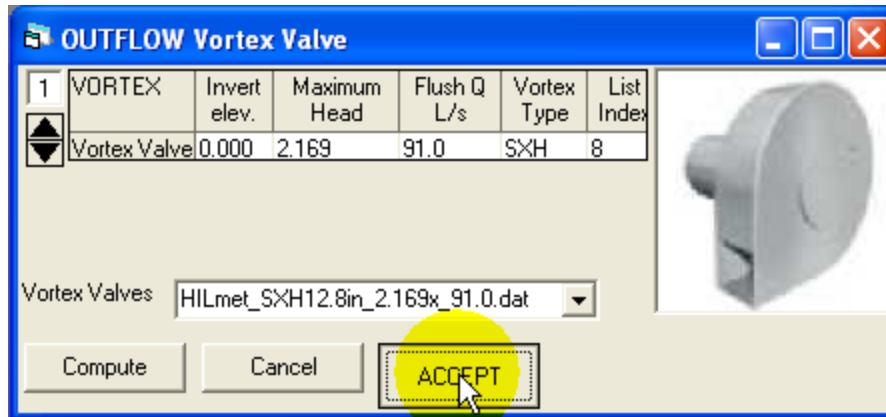 OUTFLOW Vortex Valve
1 VORTEX Invert elev. Maximum Head Flush Q L/s Vortex Type List Index
Vortex Valve 0.000 2.169 91.0 SXH 8
Vortex Valves HILmet_SXH12.8in_2.169x_91.0.dat
Compute Cancel ACCEPT